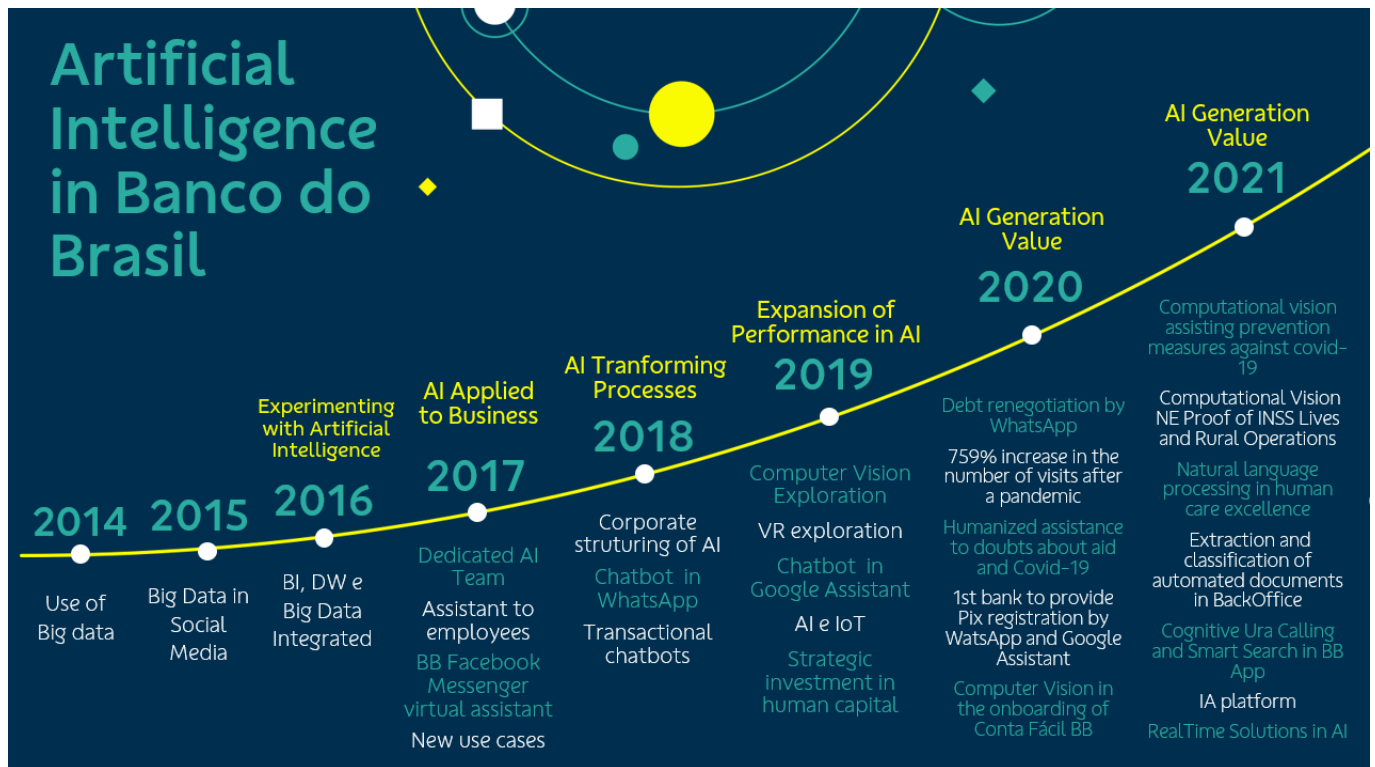 Artificial
Intelligence
in Banco do
Brasil
2014
Use of
Big data
2015
Big Data in
Social
Media
Experimenting
with Artificial
Intelligence
2016
BI, DW e
Big Data
Integrated
AI Applied
to Business
2017
Dedicated AI
Team
Assistant to
employees
BB Facebook
Messenger
virtual assistant
New use cases
AI Tranforming
Processes
2018
Corporate
struturing of AI
Chatbot in
WhatsApp
Transactional
chatbots
Expansion of
Performance in AI
2019
Computer Vision
Exploration
VR exploration
Chatbot in
Google Assistant
AI e IoT
Strategic
investment in
human capital
AI Generation
Value
2020
Debt renegotiation by
WhatsApp
759% increase in the
number of visits after
a pandemic
Humanized assistance
to doubts about aid
and Covid-19
1st bank to provide
Pix registration by
WatsApp and Google
Assistant
Computer Vision in
the onboarding of
Conta Fácil BB
AI Generation
Value
2021
Computational vision
assisting prevention
measures against covid-
19
Computational Vision
NE Proof of INSS Lives
and Rural Operations
Natural language
processing in human
care excellence
Extraction and
classification of
automated documents
in BackOffice
Cognitive Ura Calling
and Smart Search in BB
App
IA platform
RealTime Solutions in AI